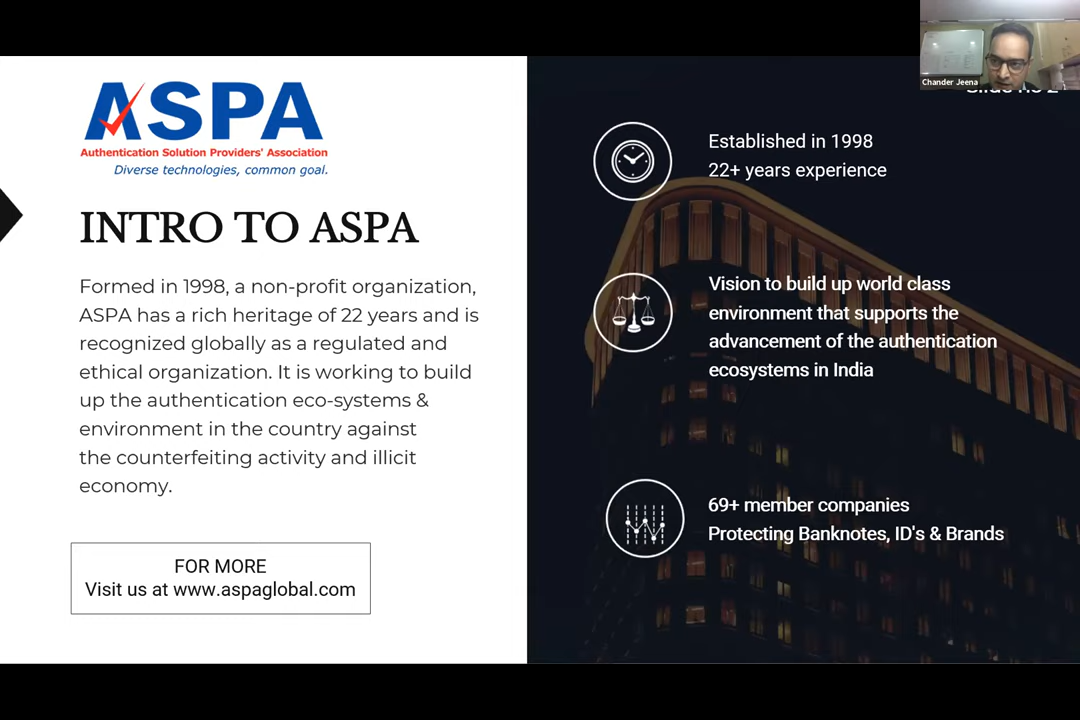 ASPA
Authentication Solution Providers' Association
Diverse technologies, common goal.
INTRO TO ASPA
Formed in 1998, a non-profit organization,
ASPA has a rich heritage of 22 years and is
recognized globally as a regulated and
ethical organization. It is working to build
up the authentication eco-systems &
environment in the country against
the counterfeiting activity and illicit
economy.
FOR MORE
Visit us at www.aspaglobal.com
Chander Jeena
Established in 1998
22+ years experience
Vision to build up world class
environment that supports the
advancement of the authentication
ecosystems in India
69+ member companies
Protecting Banknotes, ID's & Brands